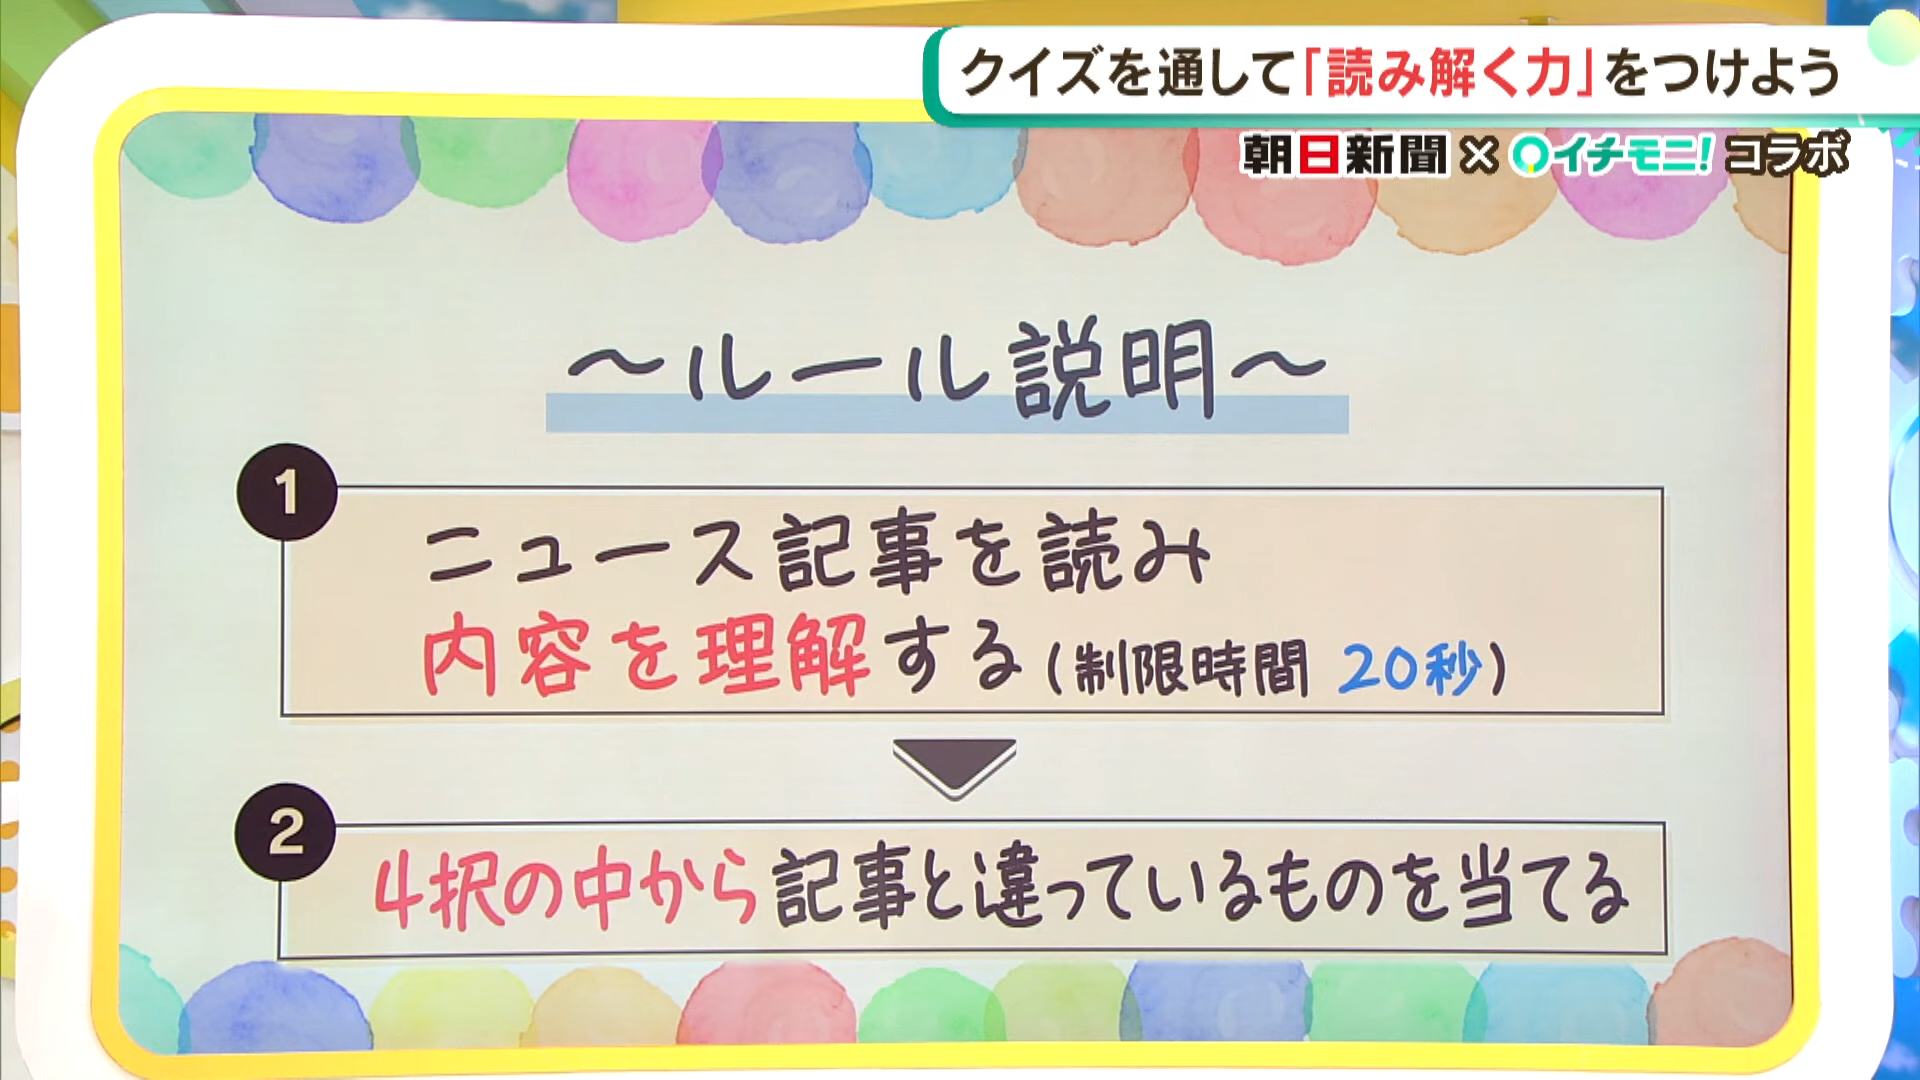 クイズを通して「読み解く力」をつけよう
朝日新聞×イチモニ!コラボ
～ルール説明～
1
ニュース記事を読み
内容を理解する(制限時間 20秒)
2
4択の中から記事と違っているものを当てる